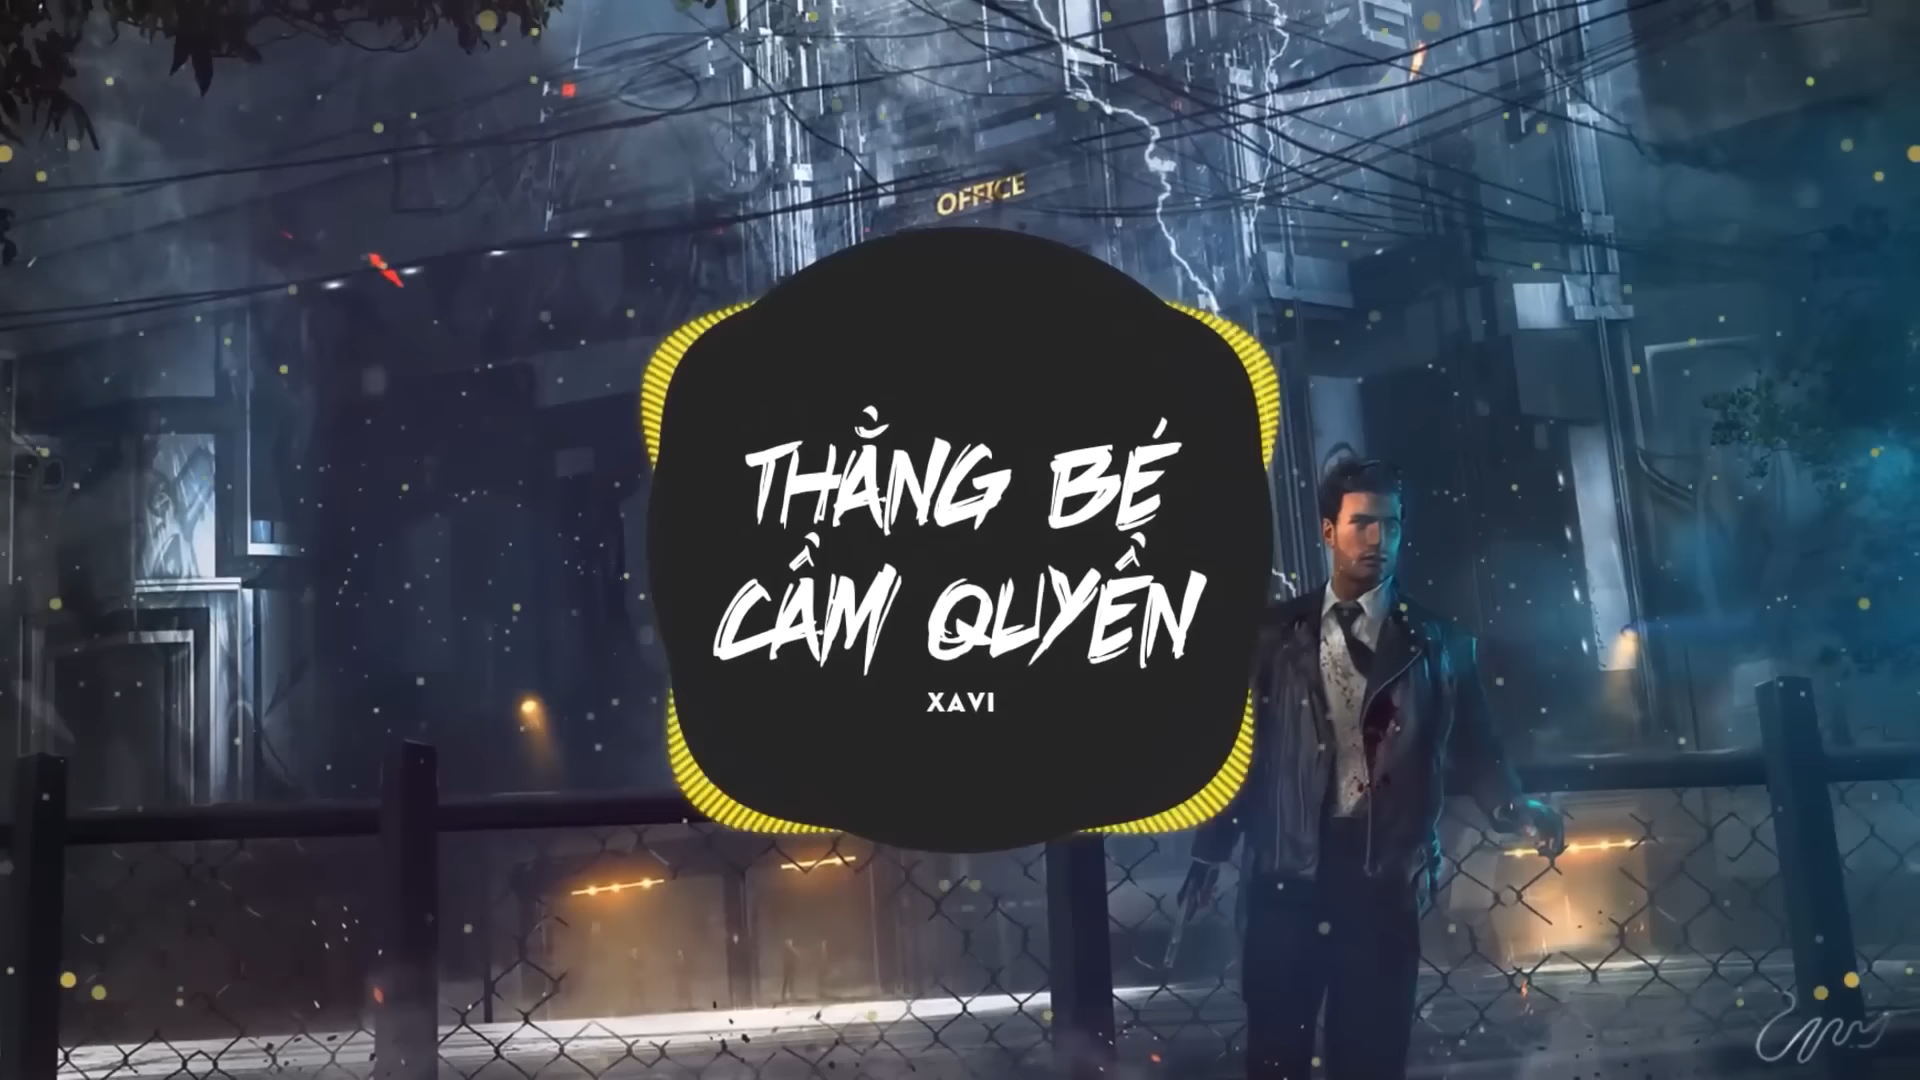 OFFICE
THẰNG BÉ
CẦM QUYỀN
XAVI